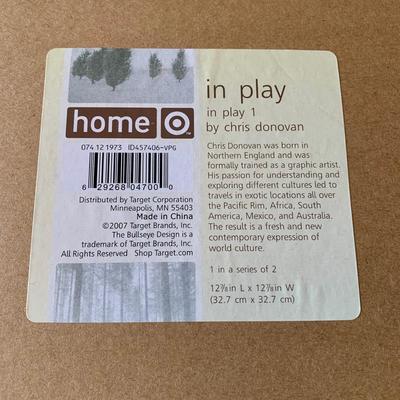 home
TM
074 12 1973 ID457406-VPG
6 29268 04700 0
Distributed by Target Corporation
Minneapolis, MN 55403
Made in China
©2007 Target Brands, Inc.
The Bullseye Design is a
trademark of Target Brands, Inc.
All Rights Reserved Shop Target.com
in play
in play 1
by chris donovan
Chris Donovan was born in
Northern England and was
formally trained as a graphic artist.
His passion for understanding and
exploring different cultures led to
travels in exotic locations all over
the Pacific Rim, Africa, South
America, Mexico, and Australia.
The result is a fresh and new
contemporary expression of
world culture.
1 in a series of 2
12⅞in L x 12⅞in W
(32.7 cm x 32.7 cm)